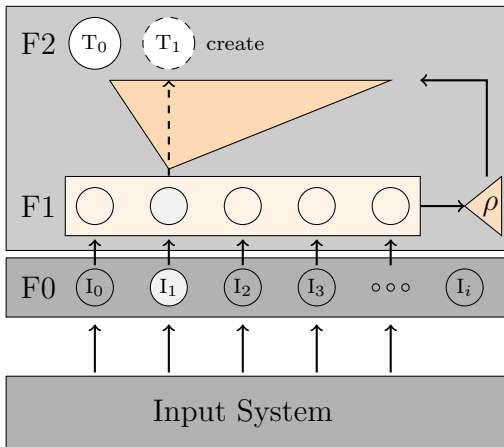 F2 T₀ T₁ create
F1 ρ
F0 I₀ I₁ I₂ I₃ Iᵢ
Input System